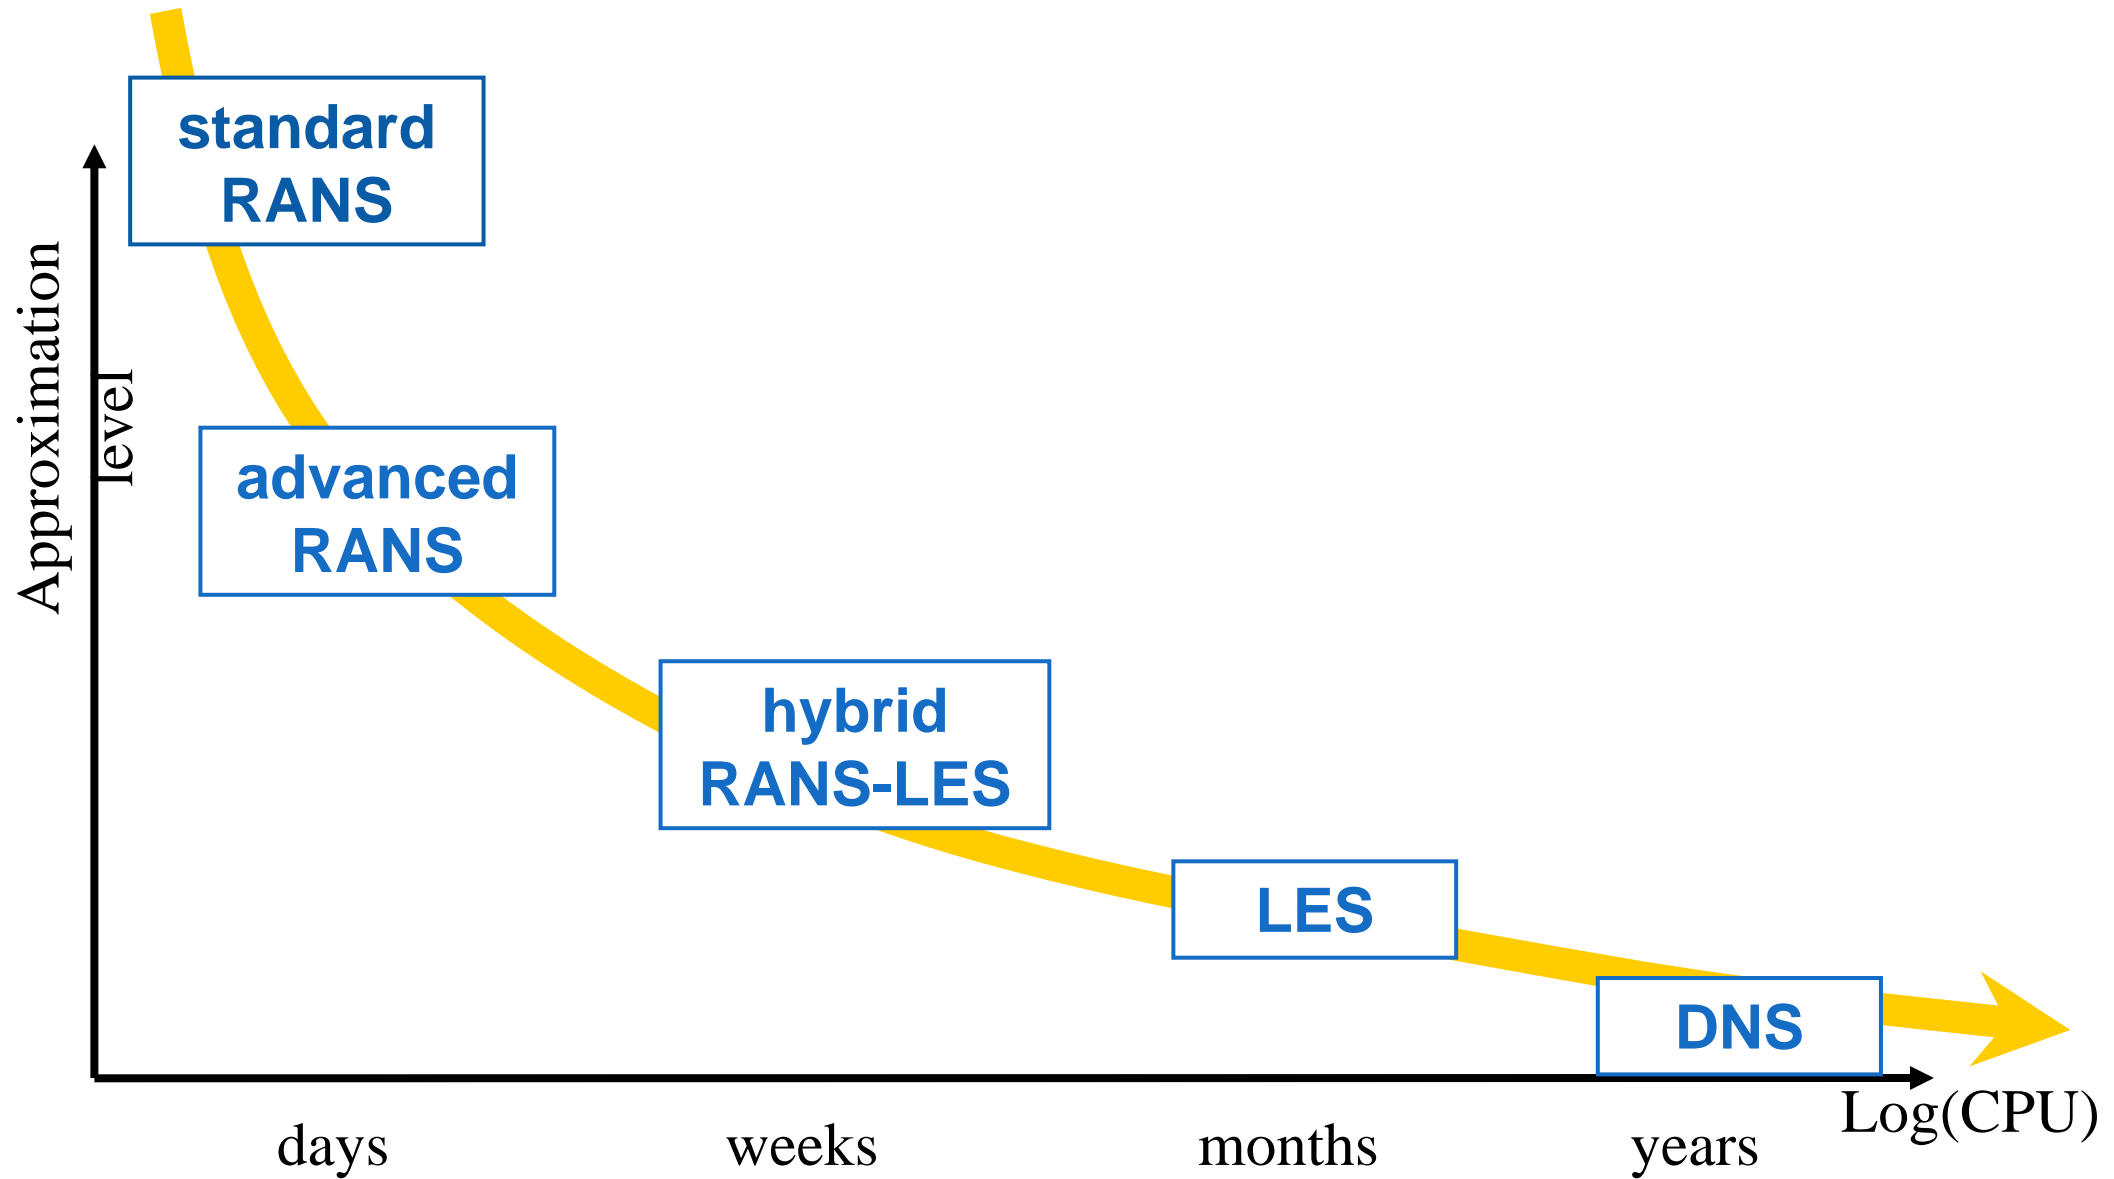 standard
RANS
Approximation
level
advanced
RANS
hybrid
RANS-LES
LES
DNS
Log(CPU)
days
weeks
months
years